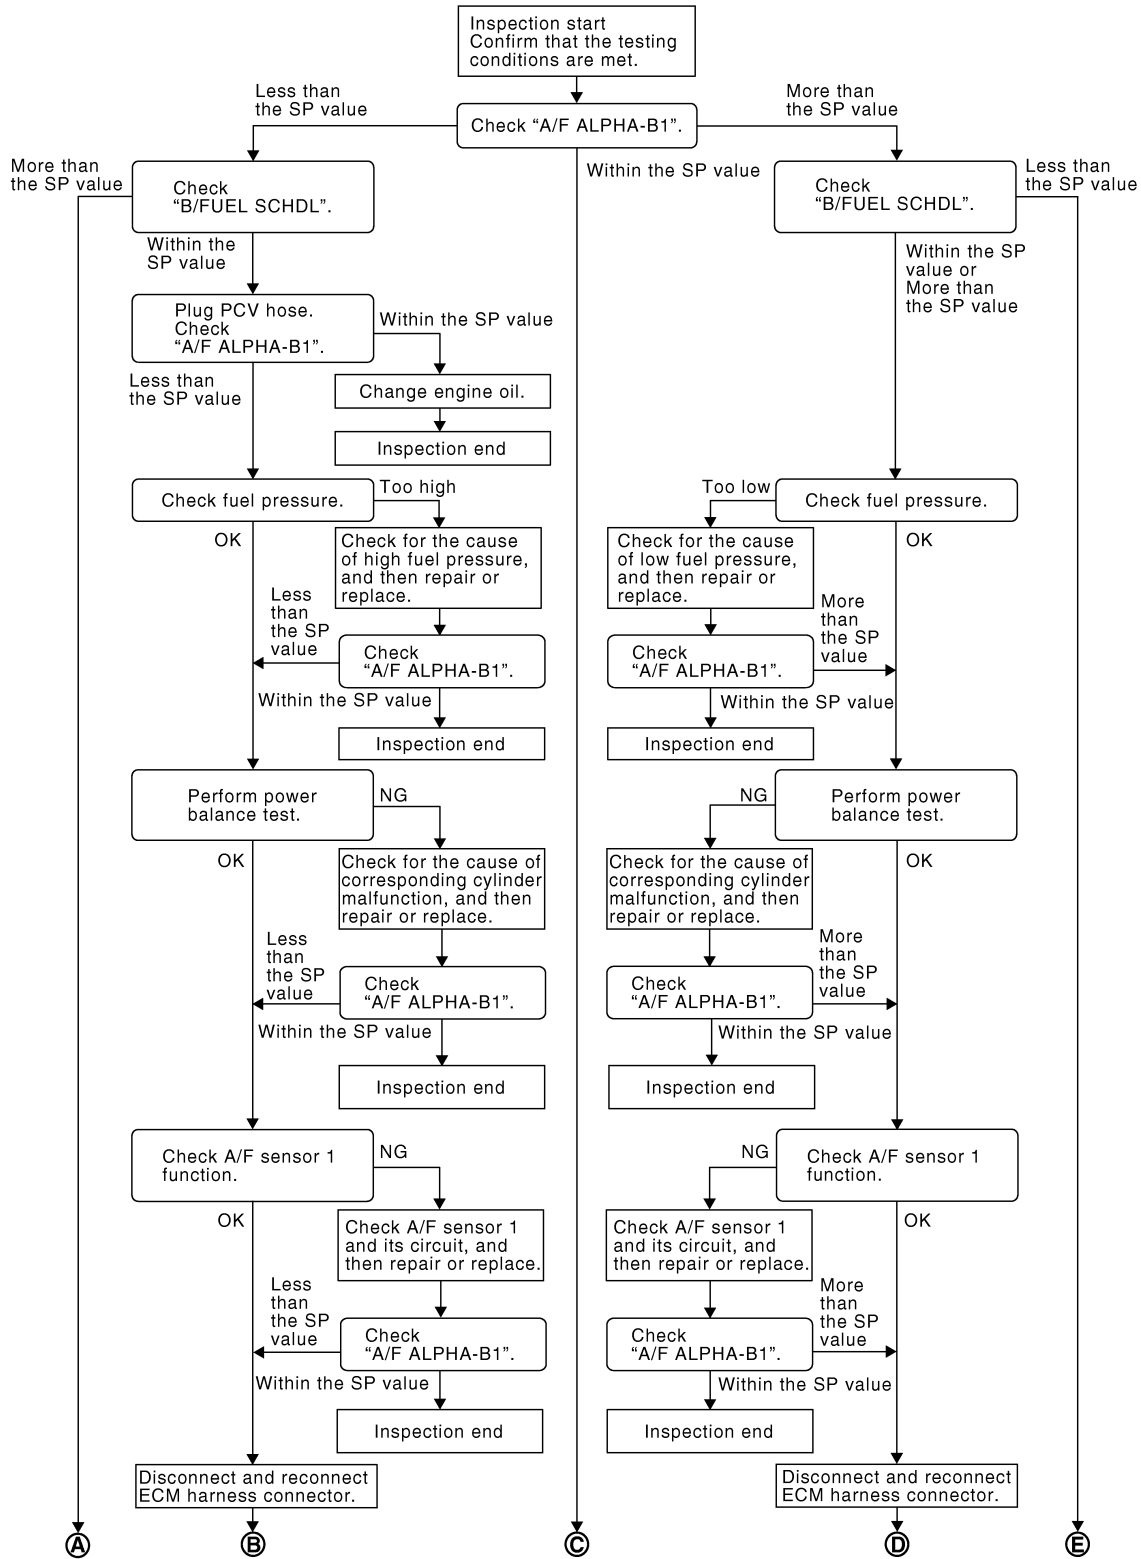 Inspection start
Confirm that the testing
conditions are met.
Less than
the SP value
More than
the SP value
Check “A/F ALPHA-B1”.
More than
the SP value
Check
“B/FUEL SCHDL”.
Within the SP value
Check
“B/FUEL SCHDL”.
Less than
the SP value
Within the
SP value
Within the SP
value or
More than
the SP value
Plug PCV hose.
Check
“A/F ALPHA-B1”.
Within the SP value
Less than
the SP value
Change engine oil.
Inspection end
Check fuel pressure.
Too high
Too low
Check fuel pressure.
OK
Check for the cause
of high fuel pressure,
and then repair or
replace.
Check for the cause
of low fuel pressure,
and then repair or
replace.
OK
Less
than
the SP
value
Check
“A/F ALPHA-B1”.
Check
“A/F ALPHA-B1”.
More
than
the SP
value
Within the SP value
Within the SP value
Inspection end
Inspection end
Perform power
balance test.
NG
NG
Perform power
balance test.
OK
Check for the cause of
corresponding cylinder
malfunction, and then
repair or replace.
Check for the cause of
corresponding cylinder
malfunction, and then
repair or replace.
OK
Less
than
the SP
value
Check
“A/F ALPHA-B1”.
Check
“A/F ALPHA-B1”.
More
than
the SP
value
Within the SP value
Within the SP value
Inspection end
Inspection end
Check A/F sensor 1
function.
NG
NG
Check A/F sensor 1
function.
OK
Check A/F sensor 1
and its circuit, and
then repair or replace.
Check A/F sensor 1
and its circuit, and
then repair or replace.
OK
Less
than
the SP
value
Check
“A/F ALPHA-B1”.
Check
“A/F ALPHA-B1”.
More
than
the SP
value
Within the SP value
Within the SP value
Inspection end
Inspection end
Disconnect and reconnect
ECM harness connector.
Disconnect and reconnect
ECM harness connector.
A
B
C
D
E